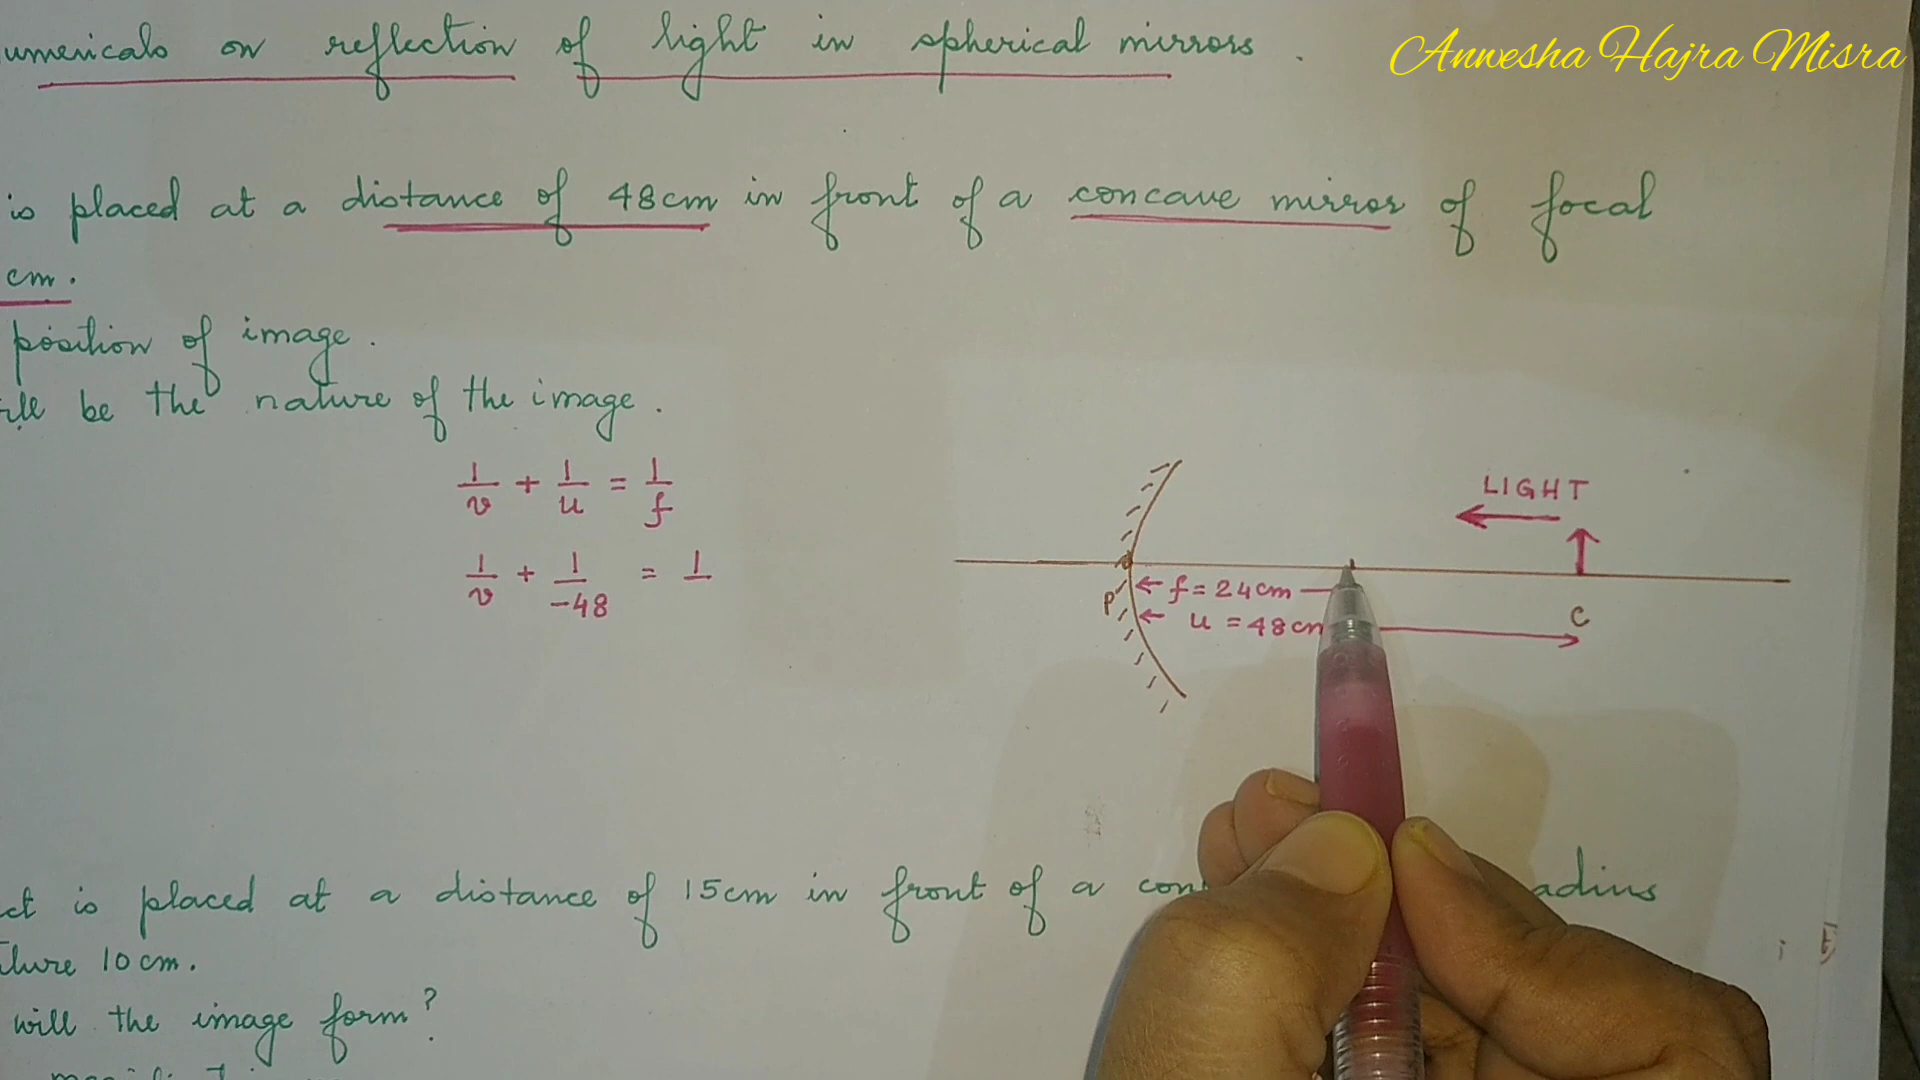 Anwesha Hajra Misra
umericals on reflection of light in spherical mirrors.
is placed at a distance of 48cm in front of a concave mirror of focal
cm.
position of image.
be the nature of the image.
1/v + 1/u = 1/f
1/v + 1/-48 = 1
LIGHT
P
f = 24cm
u = 48cm
C
ct is placed at a distance of 15cm in front of a con adius
ture 10cm.
will the image form?